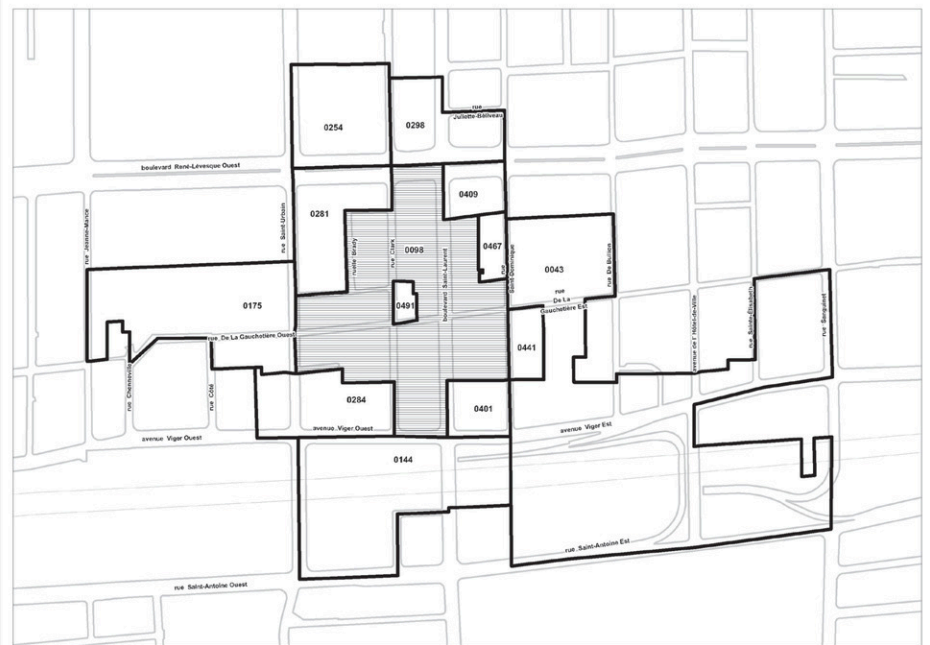 0254
0298
rue
Juliette-Béliveau
boulevard René-Lévesque Ouest
rue Jeanne-Mance
rue Saint-Urbain
0281
ruelle Brady
rue Clark
0098
boulevard Saint-Laurent
0409
0467
rue
Saint-Dominique
0043
rue De Bullion
rue
De La
Gauchetière Est
0175
0491
rue De La Gauchetière Ouest
0441
avenue de l'Hôtel-de-Ville
rue Sainte-Élisabeth
rue Sanguinet
rue Chenneville
rue Côté
0284
0401
avenue Viger Ouest
avenue Viger Ouest
avenue Viger Est
0144
rue Saint-Antoine Est
rue Saint-Antoine Ouest